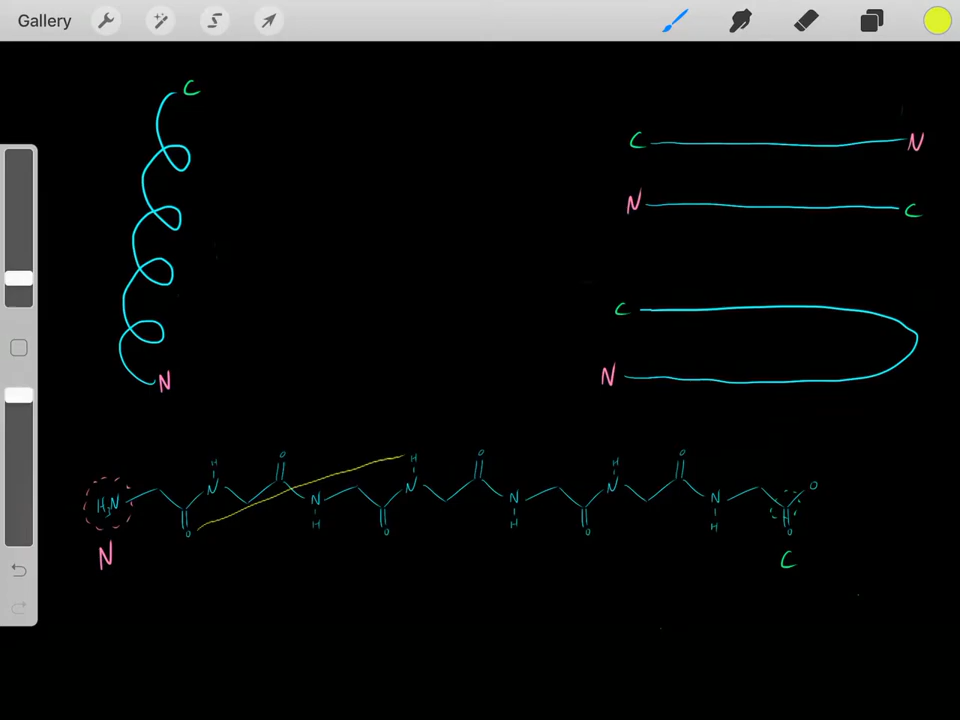 Gallery
C
C N
N C
C
N
N
H O H O H O
H₃N N N N N N N O
O H O H O H O
N C